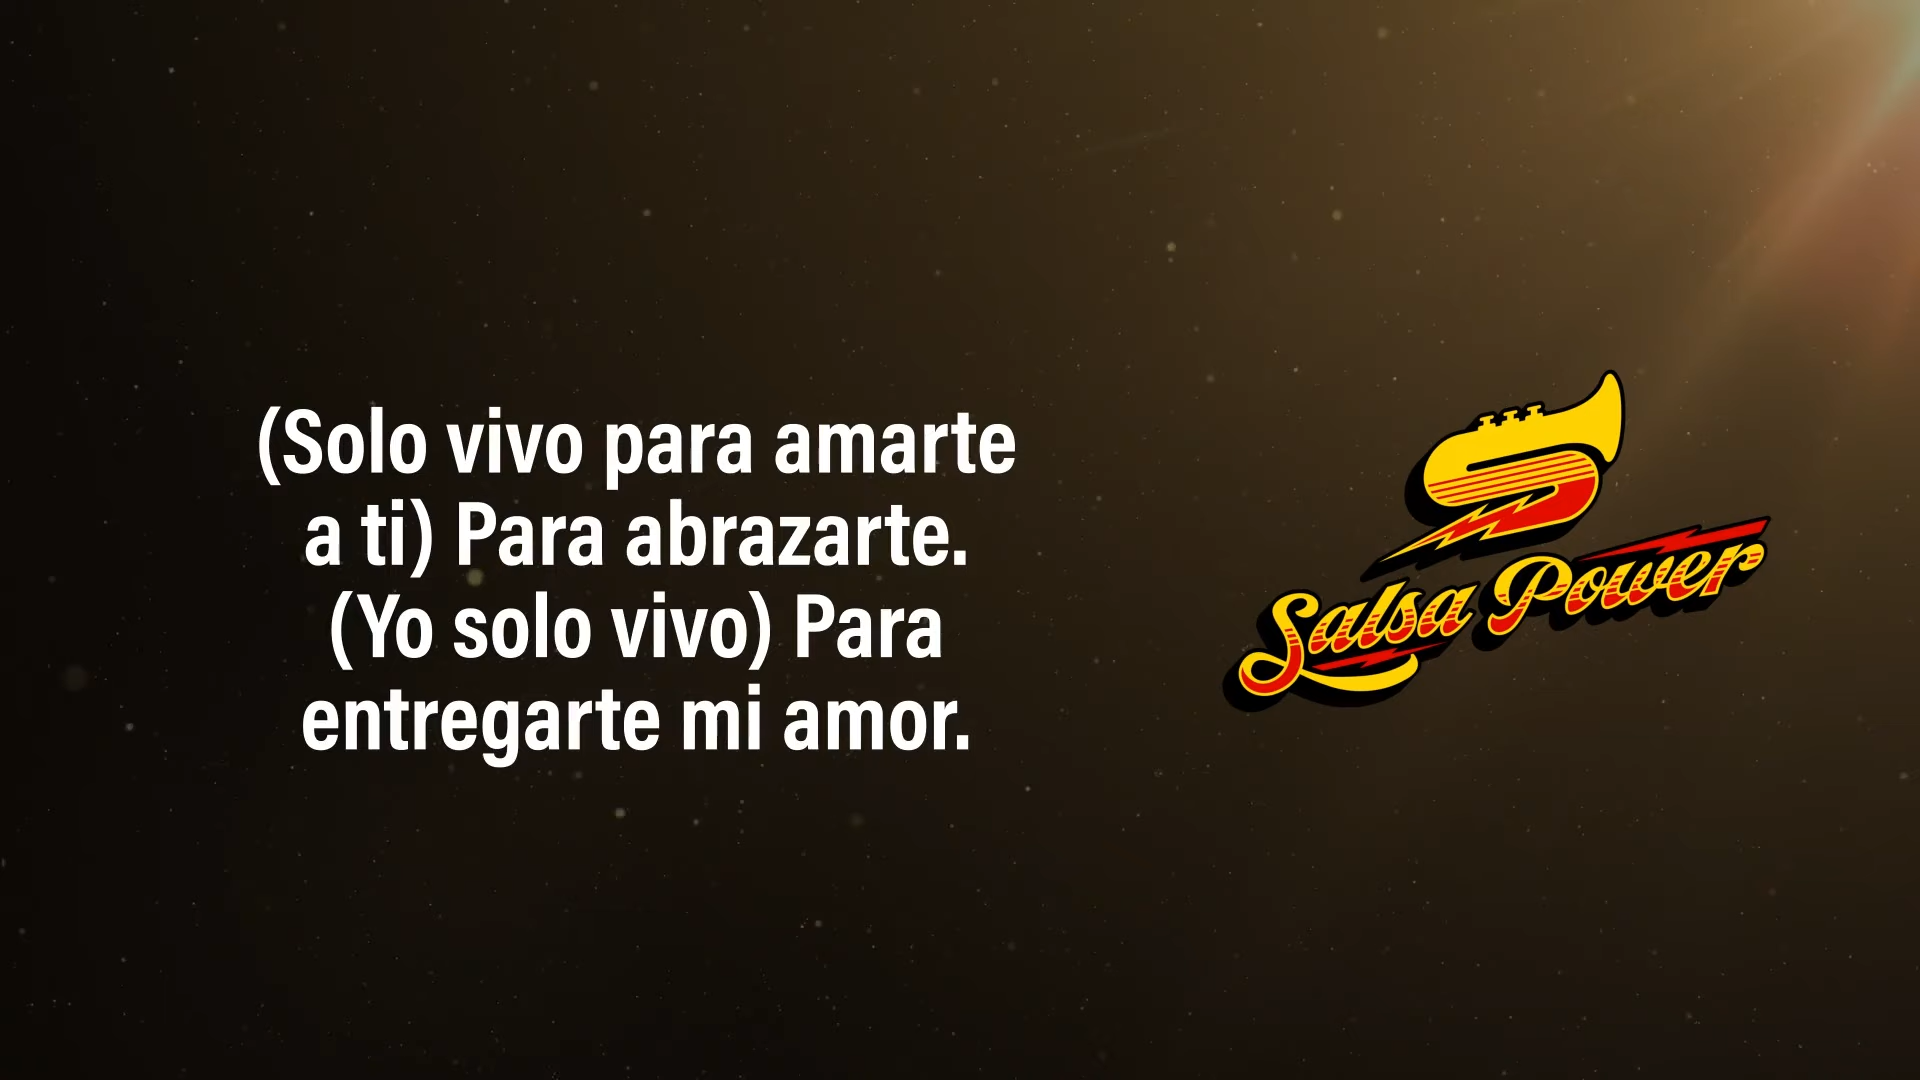 (Solo vivo para amarte
a ti) Para abrazarte.
(Yo solo vivo) Para
entregarte mi amor.
Salsa Power